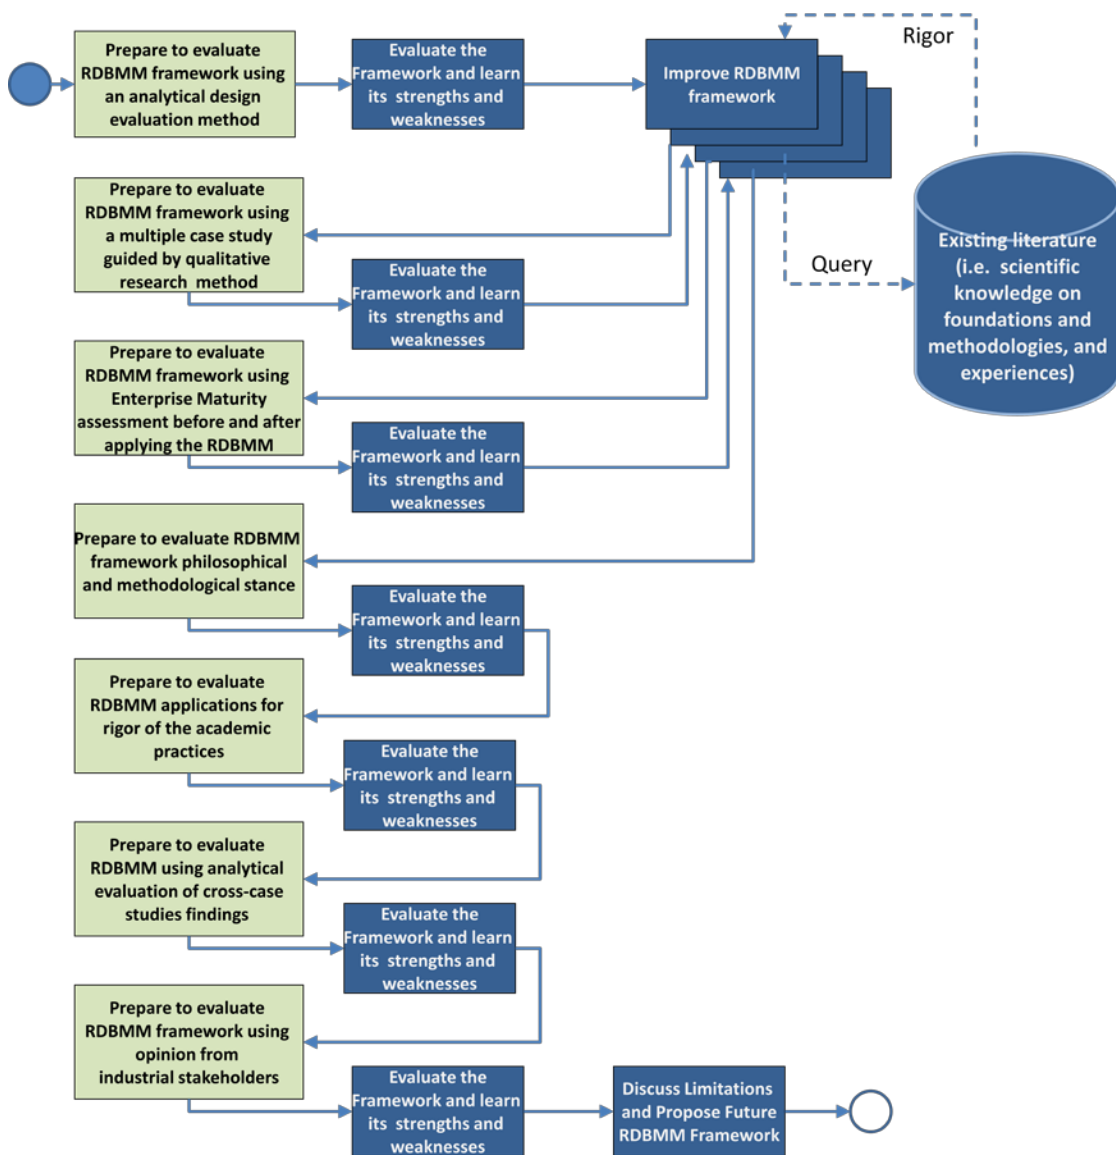 Prepare to evaluate
RDBMM framework using
an analytical design
evaluation method
Evaluate the
Framework and learn
its strengths and
weaknesses
Improve RDBMM
framework
Rigor
Prepare to evaluate
RDBMM framework using
a multiple case study
guided by qualitative
research method
Evaluate the
Framework and learn
its strengths and
weaknesses
Query
Existing literature
(i.e. scientific
knowledge on
foundations and
methodologies, and
experiences)
Prepare to evaluate
RDBMM framework using
Enterprise Maturity
assessment before and after
applying the RDBMM
Evaluate the
Framework and learn
its strengths and
weaknesses
Prepare to evaluate RDBMM
framework philosophical
and methodological stance
Evaluate the
Framework and learn
its strengths and
weaknesses
Prepare to evaluate
RDBMM applications for
rigor of the academic
practices
Evaluate the
Framework and learn
its strengths and
weaknesses
Prepare to evaluate
RDBMM using analytical
evaluation of cross-case
studies findings
Evaluate the
Framework and learn
its strengths and
weaknesses
Prepare to evaluate
RDBMM framework using
opinion from
industrial stakeholders
Evaluate the
Framework and learn
its strengths and
weaknesses
Discuss Limitations
and Propose Future
RDBMM Framework